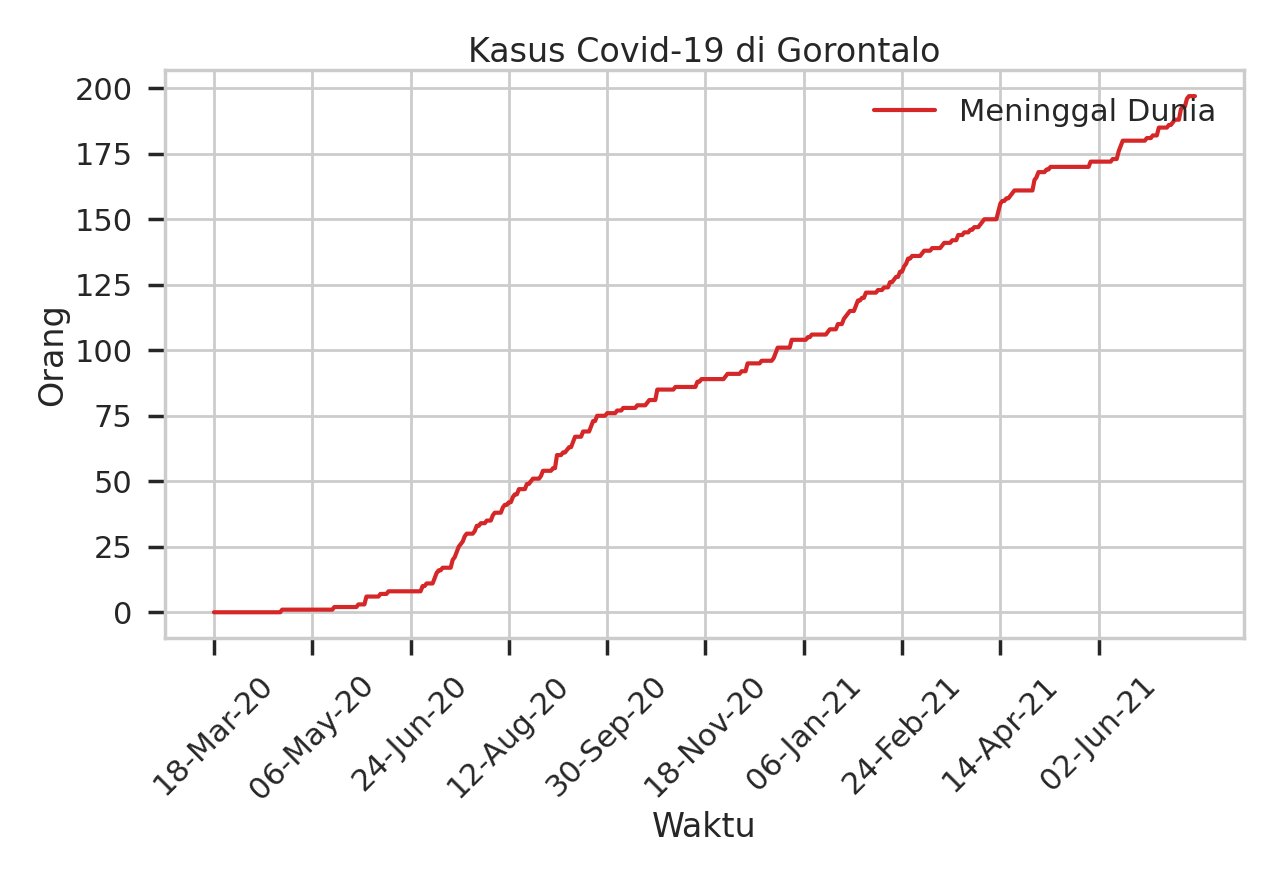 Kasus Covid-19 di Gorontalo
Meninggal Dunia
200
175
150
125
100
75
50
25
0
Orang
18-Mar-20
06-May-20
24-Jun-20
12-Aug-20
30-Sep-20
18-Nov-20
06-Jan-21
24-Feb-21
14-Apr-21
02-Jun-21
Waktu